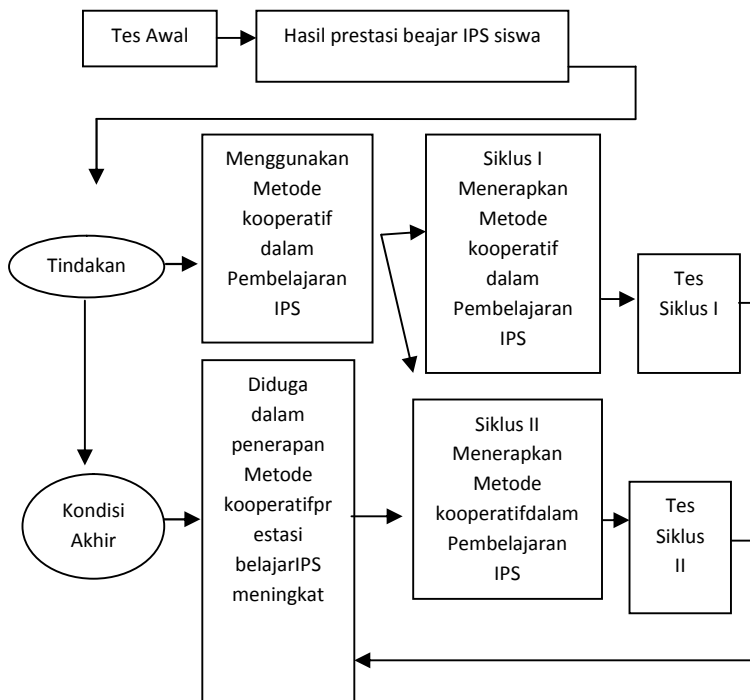 Tes Awal
Hasil prestasi beajar IPS siswa
Tindakan
Menggunakan
Metode
kooperatif
dalam
Pembelajaran
IPS
Siklus I
Menerapkan
Metode
kooperatif
dalam
Pembelajaran
IPS
Tes
Siklus I
Kondisi
Akhir
Diduga
dalam
penerapan
Metode
kooperatifpr
estasi
belajarIPS
meningkat
Siklus II
Menerapkan
Metode
kooperatifdalam
Pembelajaran
IPS
Tes
Siklus
II